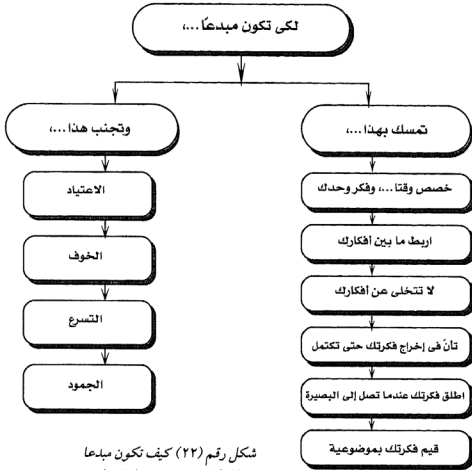 لكى تكون مبدعًا ...،
تمسك بهذا ...،
خصص وقتا ...، وفكر وحدك
اربط ما بين أفكارك
لا تتخلى عن أفكارك
تأنّ فى إخراج فكرتك حتى تكتمل
اطلق فكرتك عندما تصل إلى البصيرة
قيم فكرتك بموضوعية
وتجنب هذا ...،
الاعتياد
الخوف
التسرع
الجمود
شكل رقم (٢٢) كيف تكون مبدعا